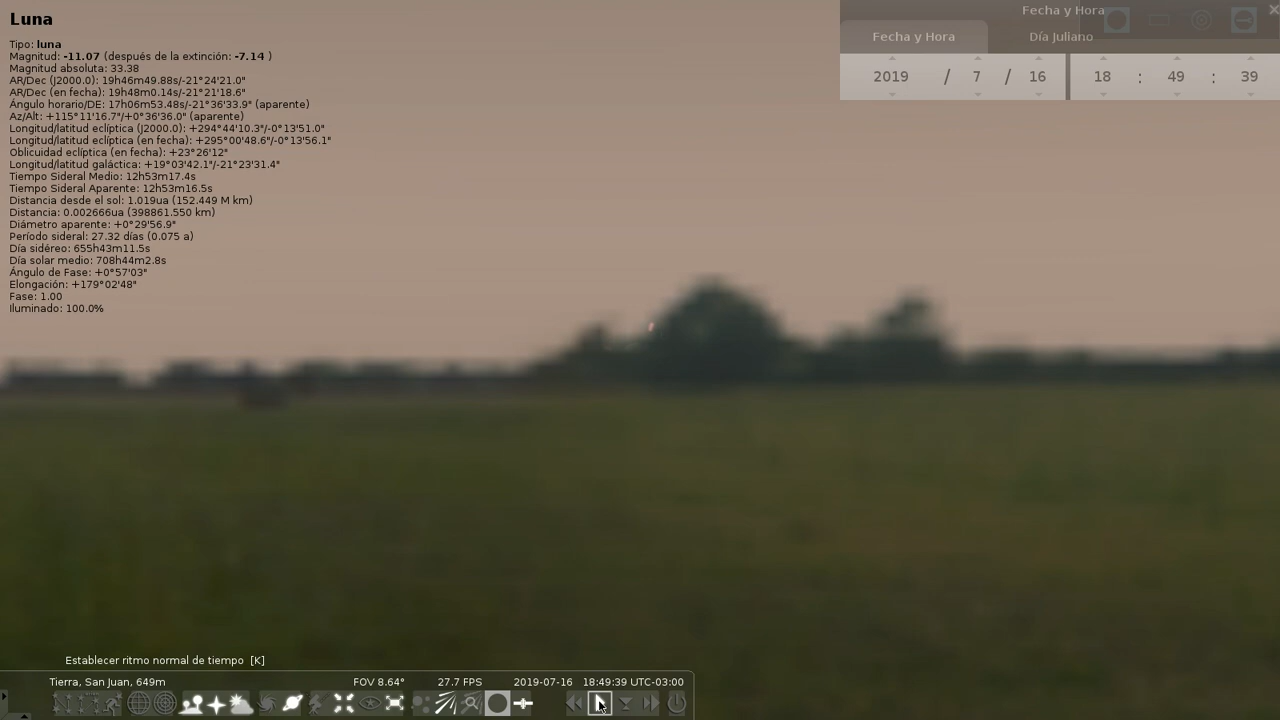 Luna
Tipo: luna
Magnitud: -11.07 (después de la extinción: -7.14 )
Magnitud absoluta: 33.38
AR/Dec (J2000.0): 19h46m49.88s/-21°24'21.0"
AR/Dec (en fecha): 19h48m0.14s/-21°21'18.6"
Ángulo horario/DE: 17h06m53.48s/-21°36'33.9" (aparente)
Az/Alt: +115°11'16.7"/+0°36'36.0" (aparente)
Longitud/latitud eclíptica (J2000.0): +294°44'10.3"/-0°13'51.0"
Longitud/latitud eclíptica (en fecha): +295°00'48.6"/-0°13'56.1"
Oblicuidad eclíptica (en fecha): +23°26'12"
Longitud/latitud galáctica: +19°03'42.1"/-21°23'31.4"
Tiempo Sideral Medio: 12h53m17.4s
Tiempo Sideral Aparente: 12h53m16.5s
Distancia desde el sol: 1.019ua (152.449 M km)
Distancia: 0.002666ua (398861.550 km)
Diámetro aparente: +0°29'56.9"
Período sideral: 27.32 días (0.075 a)
Día sidéreo: 655h43m11.5s
Día solar medio: 708h44m2.8s
Ángulo de Fase: +0°57'03"
Elongación: +179°02'48"
Fase: 1.00
Iluminado: 100.0%
Fecha y Hora
Fecha y Hora Día Juliano
2019 / 7 / 16 18 : 49 : 39
Establecer ritmo normal de tiempo [K]
Tierra, San Juan, 649m FOV 8.64° 27.7 FPS 2019-07-16 18:49:39 UTC-03:00